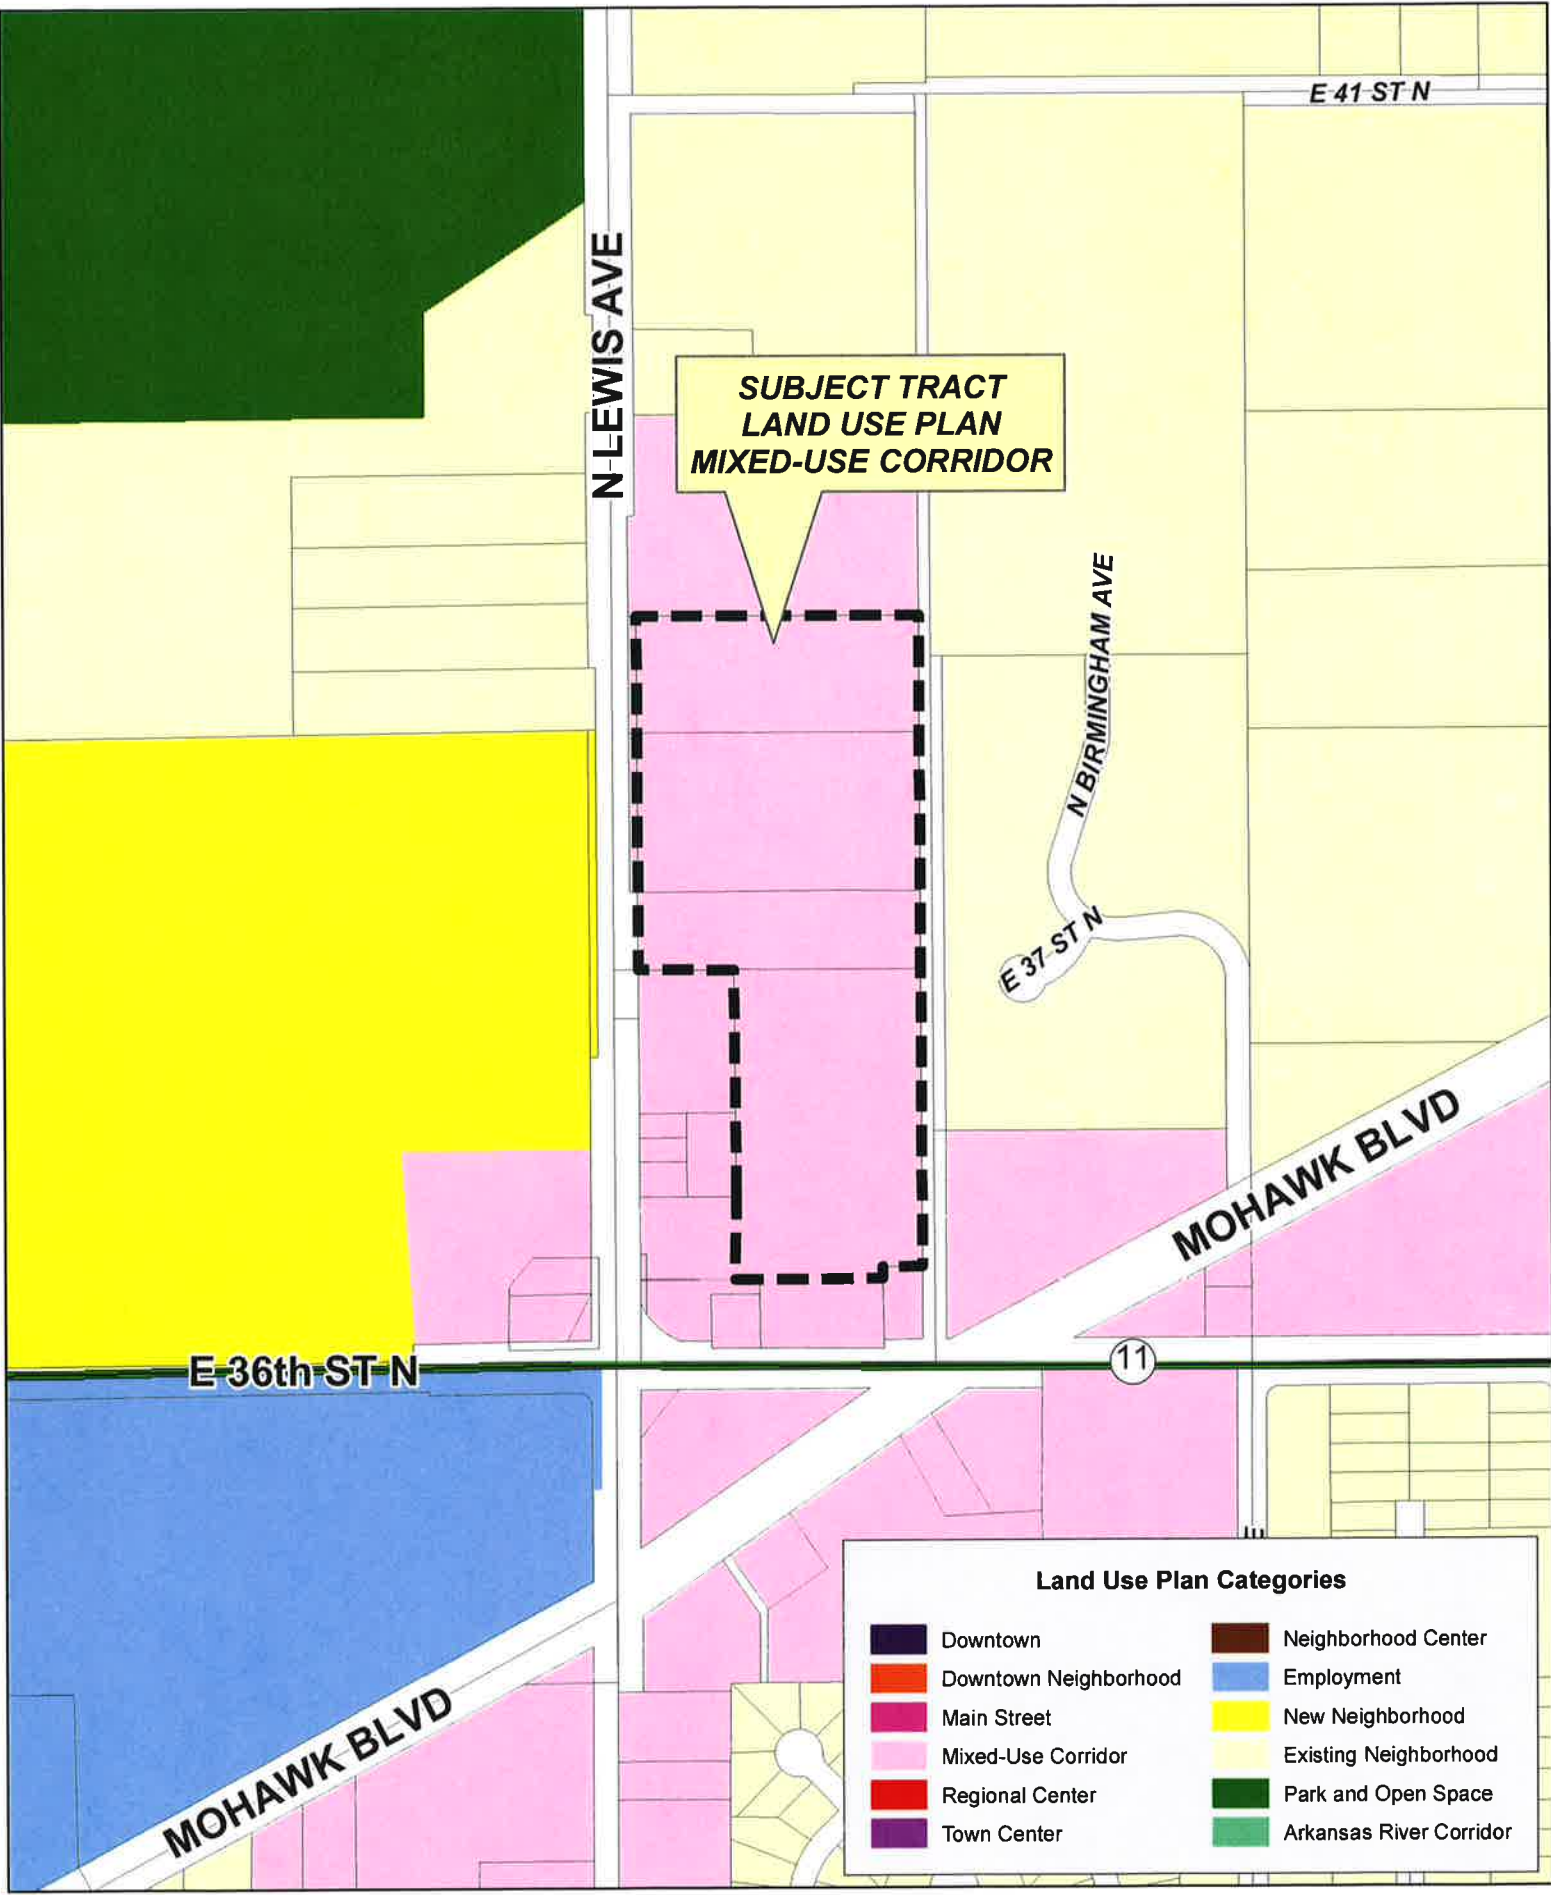 E 41 ST N
N LEWIS AVE
SUBJECT TRACT
LAND USE PLAN
MIXED-USE CORRIDOR
N BIRMINGHAM AVE
E 37 ST N
MOHAWK BLVD
E 36th ST N
11
MOHAWK BLVD
Land Use Plan Categories
Downtown
Downtown Neighborhood
Main Street
Mixed-Use Corridor
Regional Center
Town Center
Neighborhood Center
Employment
New Neighborhood
Existing Neighborhood
Park and Open Space
Arkansas River Corridor